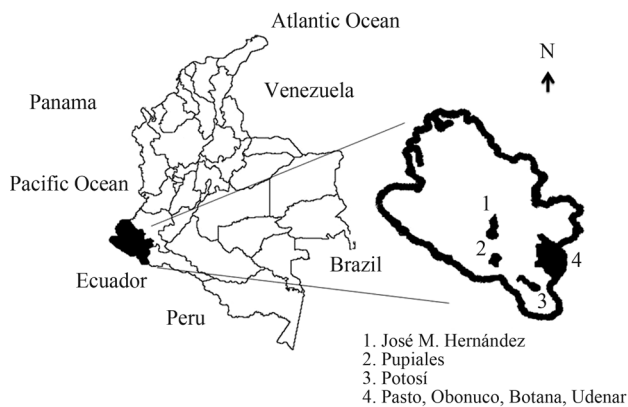 Atlantic Ocean
N
Venezuela
Panama
Pacific Ocean
1
2
4
Brazil
Ecuador
3
Peru
1. José M. Hernández
2. Pupiales
3. Potosí
4. Pasto, Obonuco, Botana, Udenar